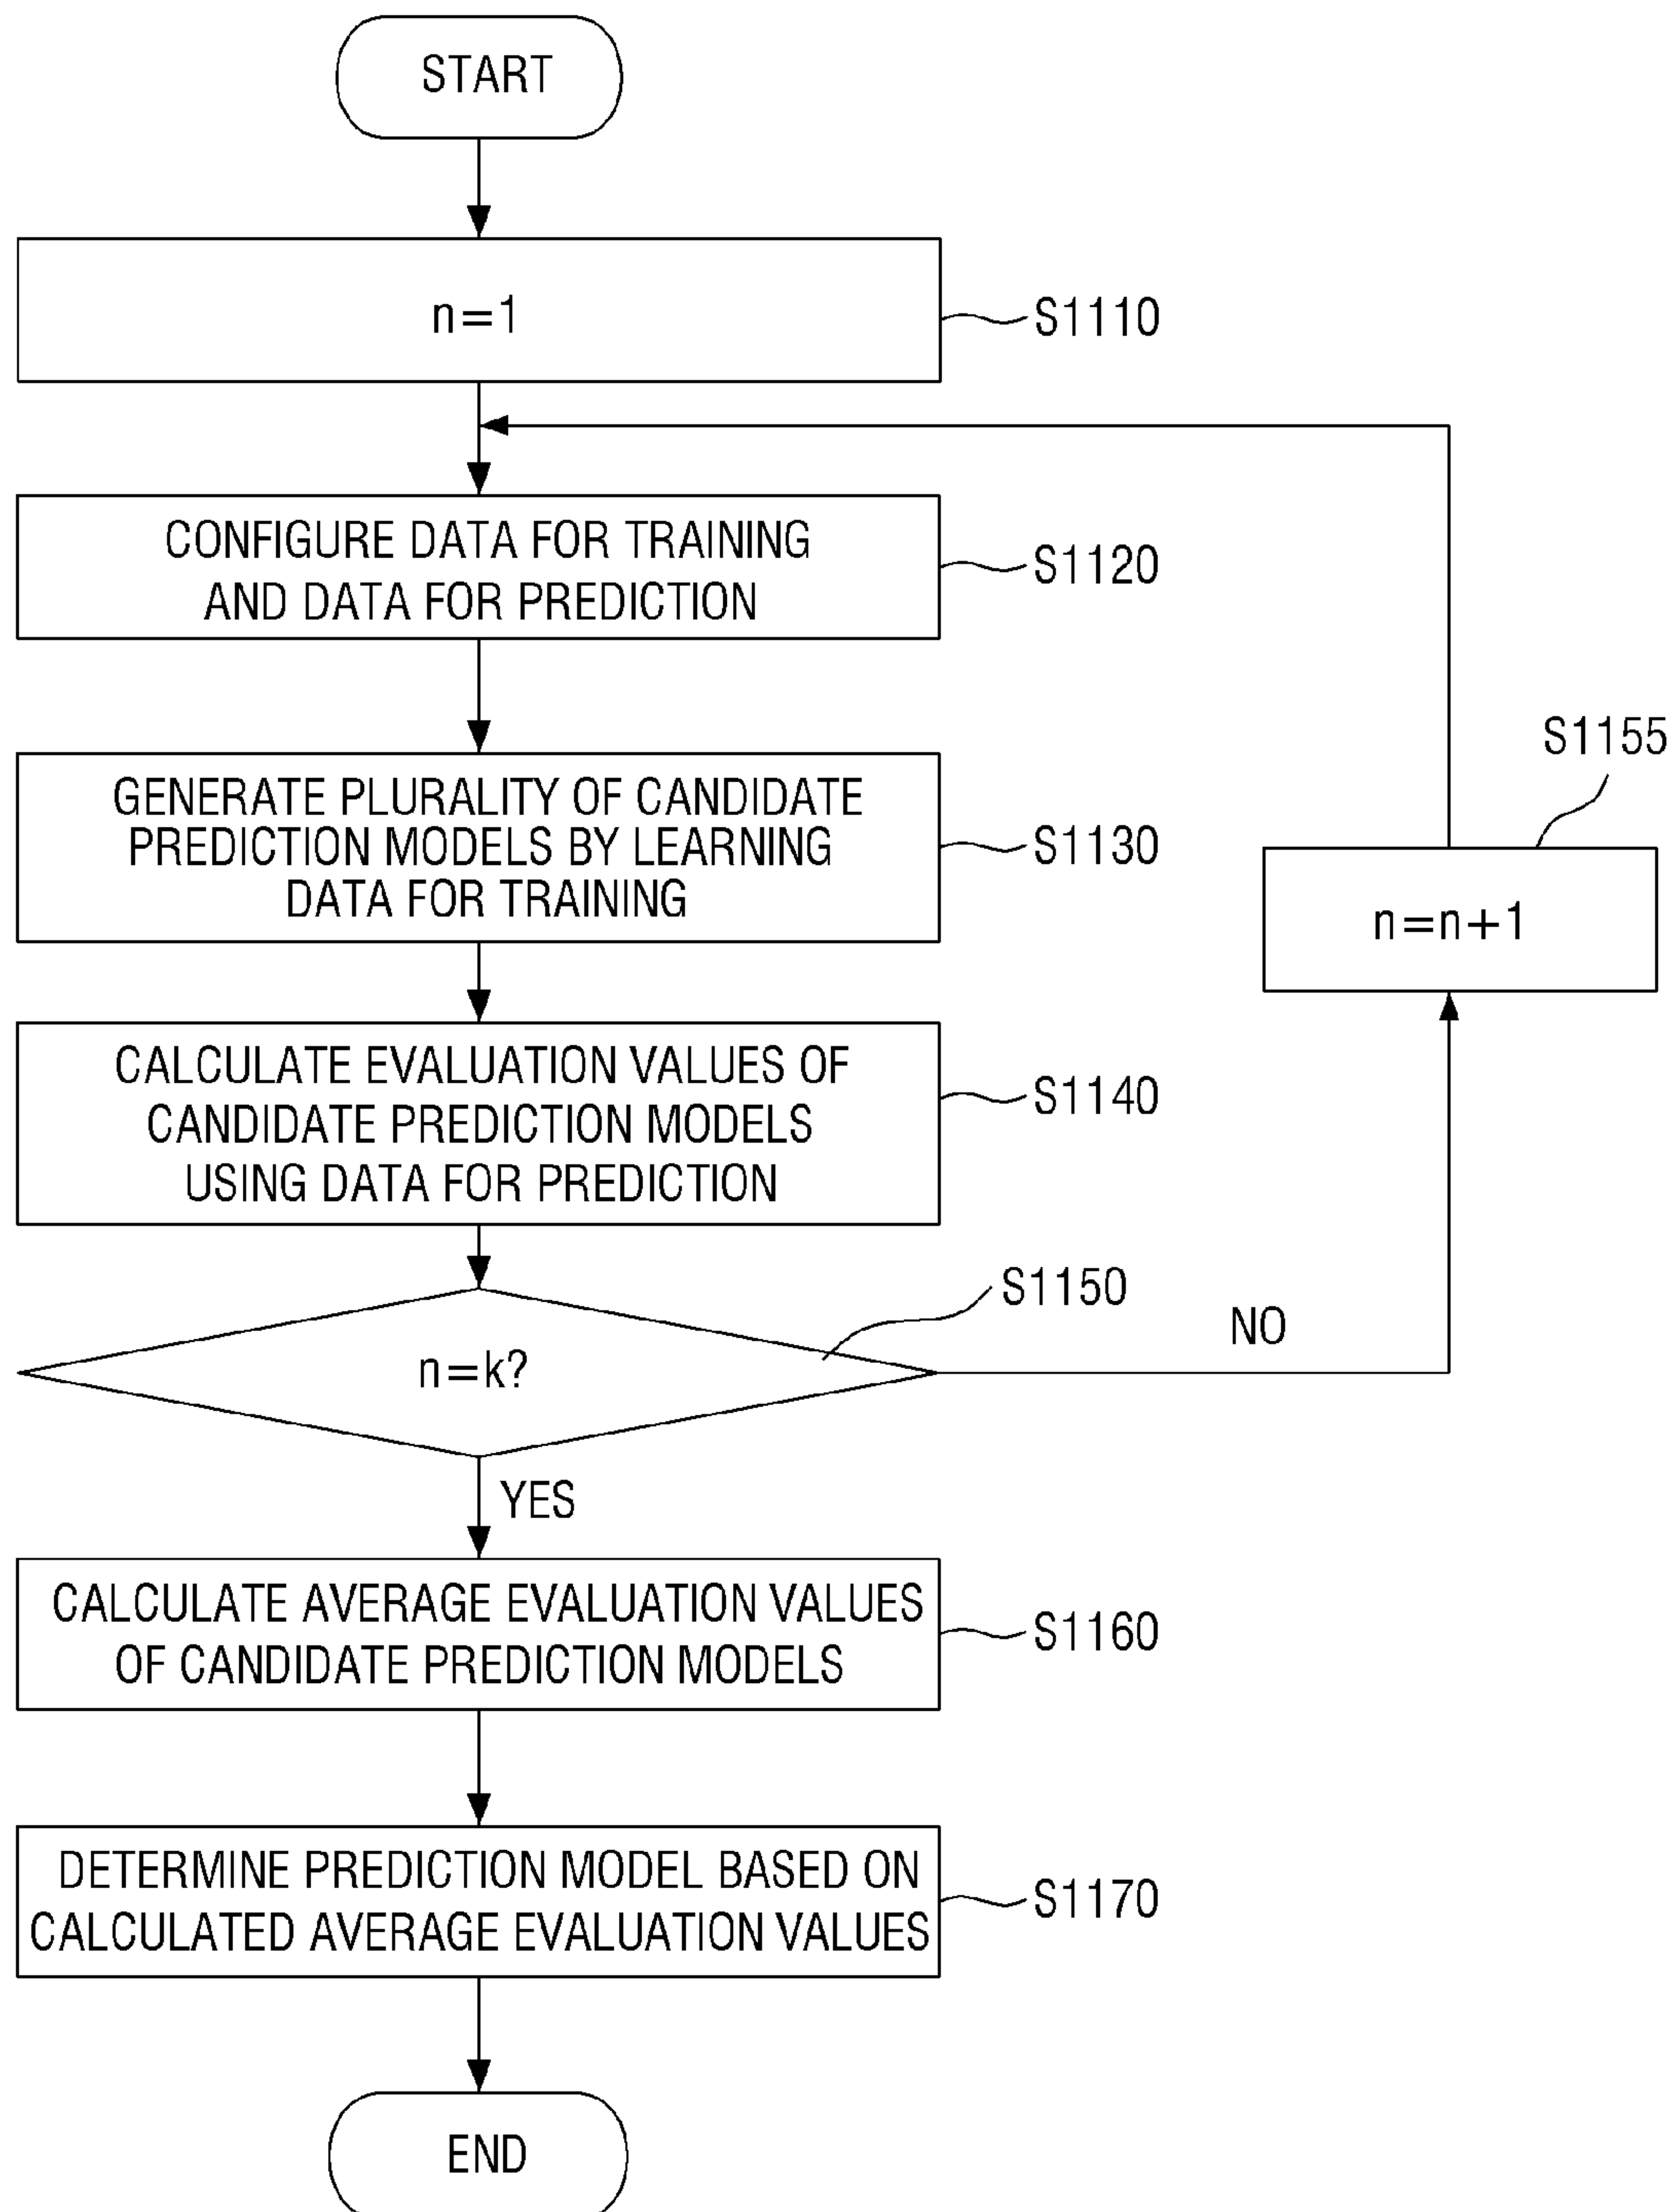 START
n=1
S1110
CONFIGURE DATA FOR TRAINING
AND DATA FOR PREDICTION
S1120
GENERATE PLURALITY OF CANDIDATE
PREDICTION MODELS BY LEARNING
DATA FOR TRAINING
S1130
S1155
n=n+1
CALCULATE EVALUATION VALUES OF
CANDIDATE PREDICTION MODELS
USING DATA FOR PREDICTION
S1140
n=k?
S1150
NO
YES
CALCULATE AVERAGE EVALUATION VALUES
OF CANDIDATE PREDICTION MODELS
S1160
DETERMINE PREDICTION MODEL BASED ON
CALCULATED AVERAGE EVALUATION VALUES
S1170
END